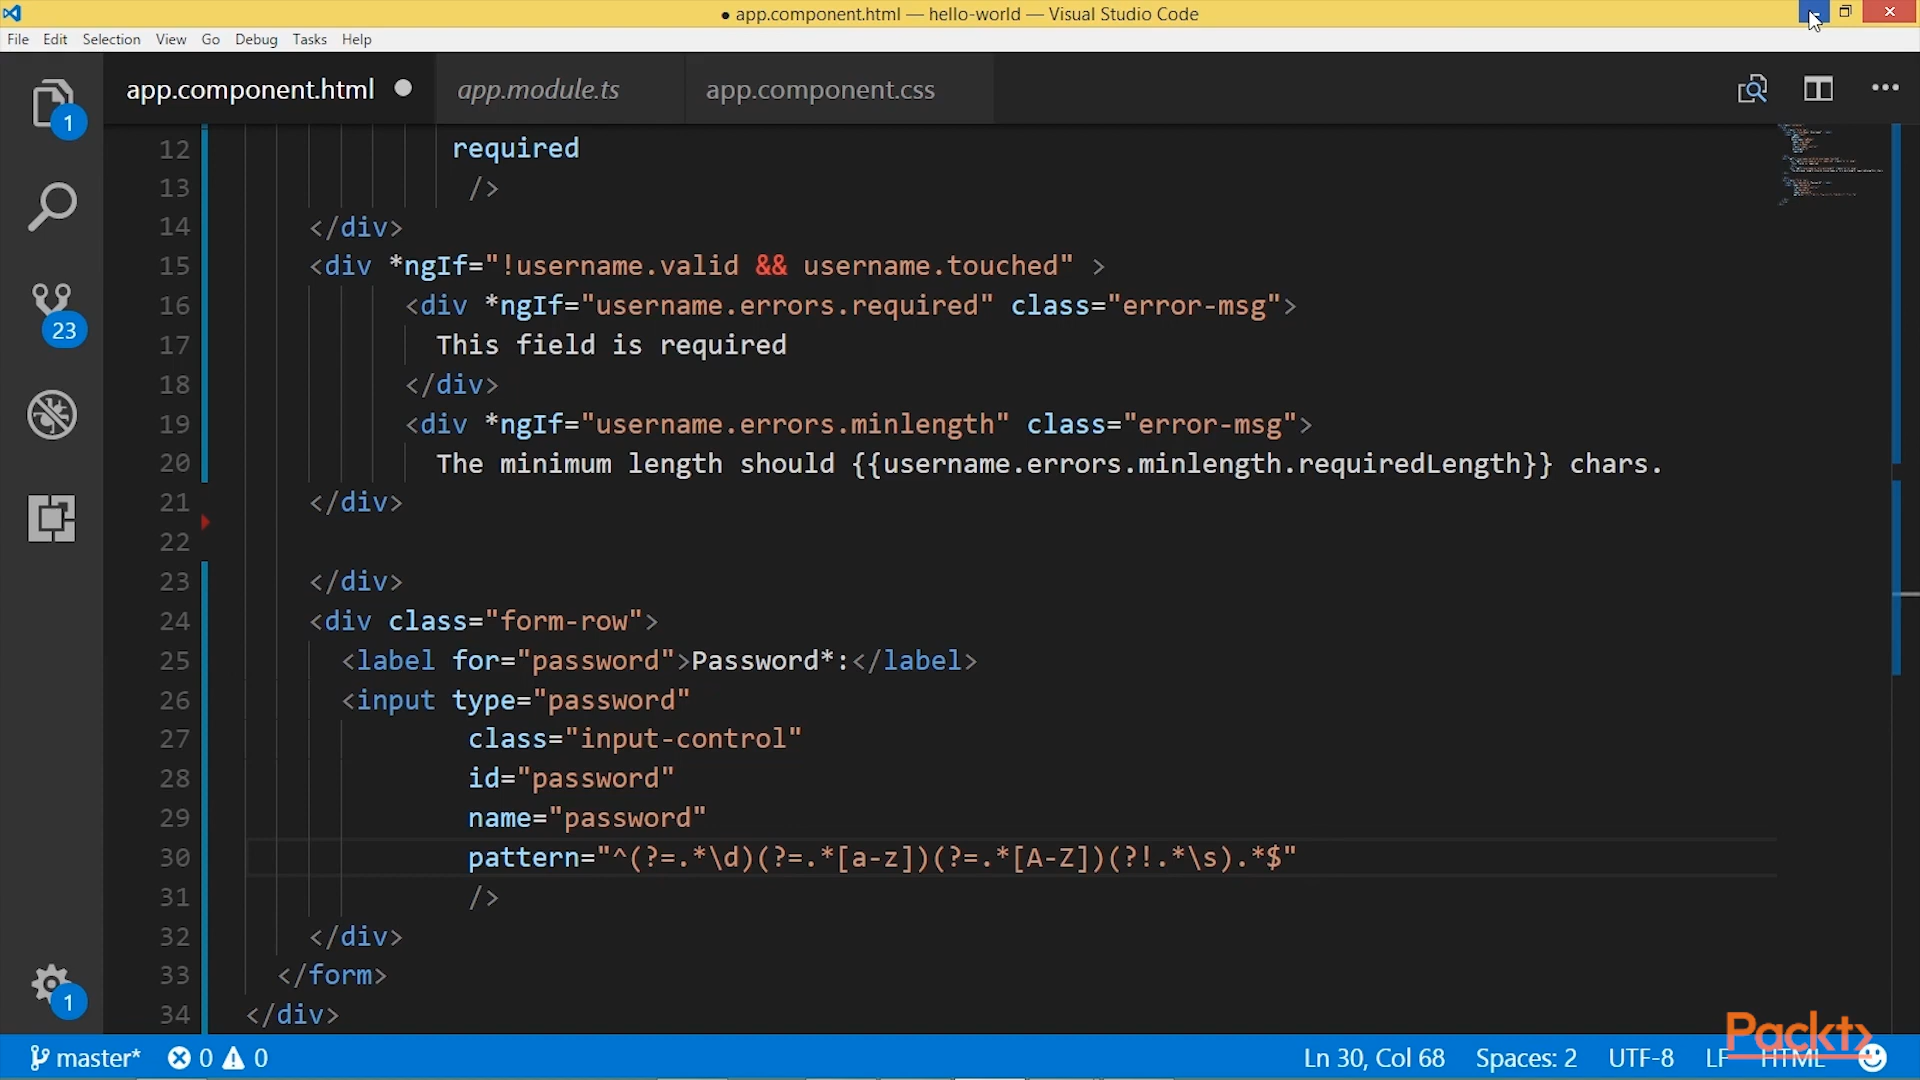 ● app.component.html — hello-world — Visual Studio Code
File Edit Selection View Go Debug Tasks Help
app.component.html ● app.module.ts app.component.css
1
23
1
12 required
13 />
14 </div>
15 <div *ngIf="!username.valid && username.touched" >
16 <div *ngIf="username.errors.required" class="error-msg">
17 This field is required
18 </div>
19 <div *ngIf="username.errors.minlength" class="error-msg">
20 The minimum length should {{username.errors.minlength.requiredLength}} chars.
21 </div>
22
23 </div>
24 <div class="form-row">
25 <label for="password">Password*:</label>
26 <input type="password"
27 class="input-control"
28 id="password"
29 name="password"
30 pattern="^(?=.*\d)(?=.*[a-z])(?=.*[A-Z])(?!.*\s).*$"
31 />
32 </div>
33 </form>
34 </div>
Packt>
master* 0 0 Ln 30, Col 68 Spaces: 2 UTF-8 LF HTML